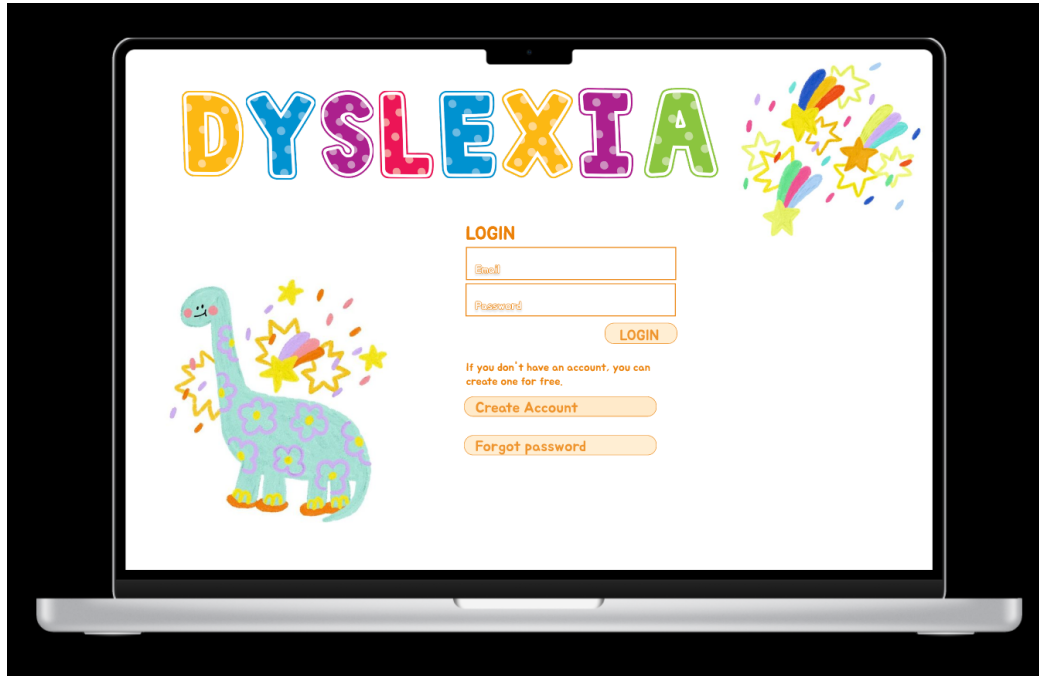 DYSLEXIA
LOGIN
Email
Password
LOGIN
If you don't have an account, you can
create one for free.
Create Account
Forgot password